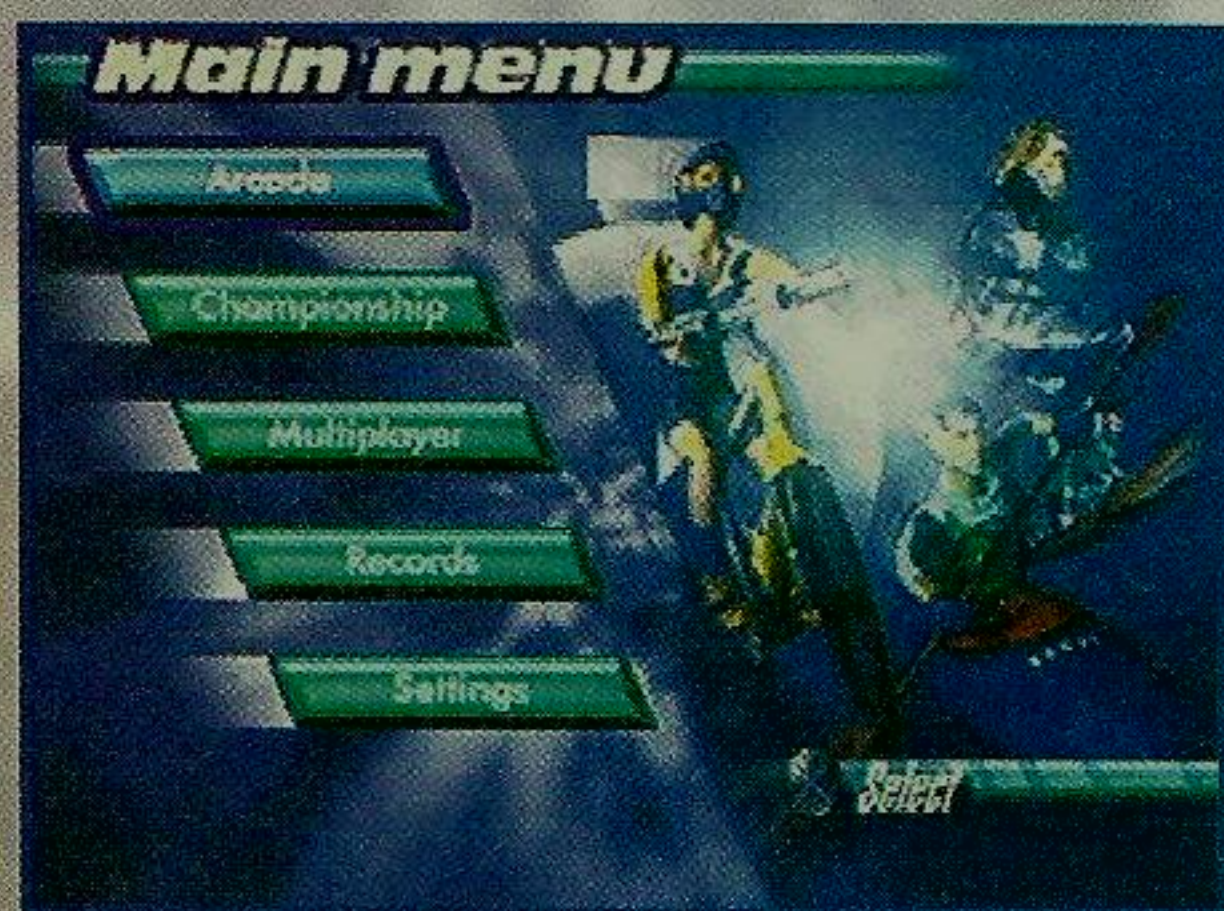 Main menu
Arcade
Championship
Multiplayer
Records
Settings
Select